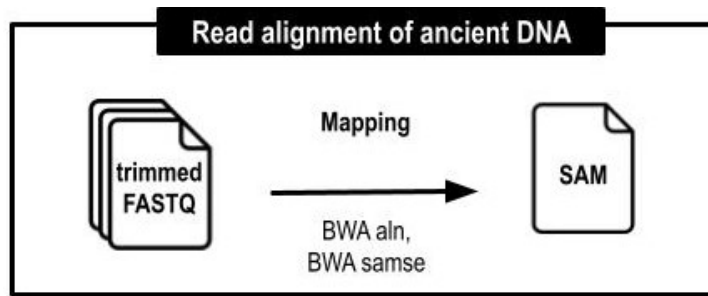 Read alignment of ancient DNA
Mapping
trimmed
FASTQ
SAM
BWA aln,
BWA samse